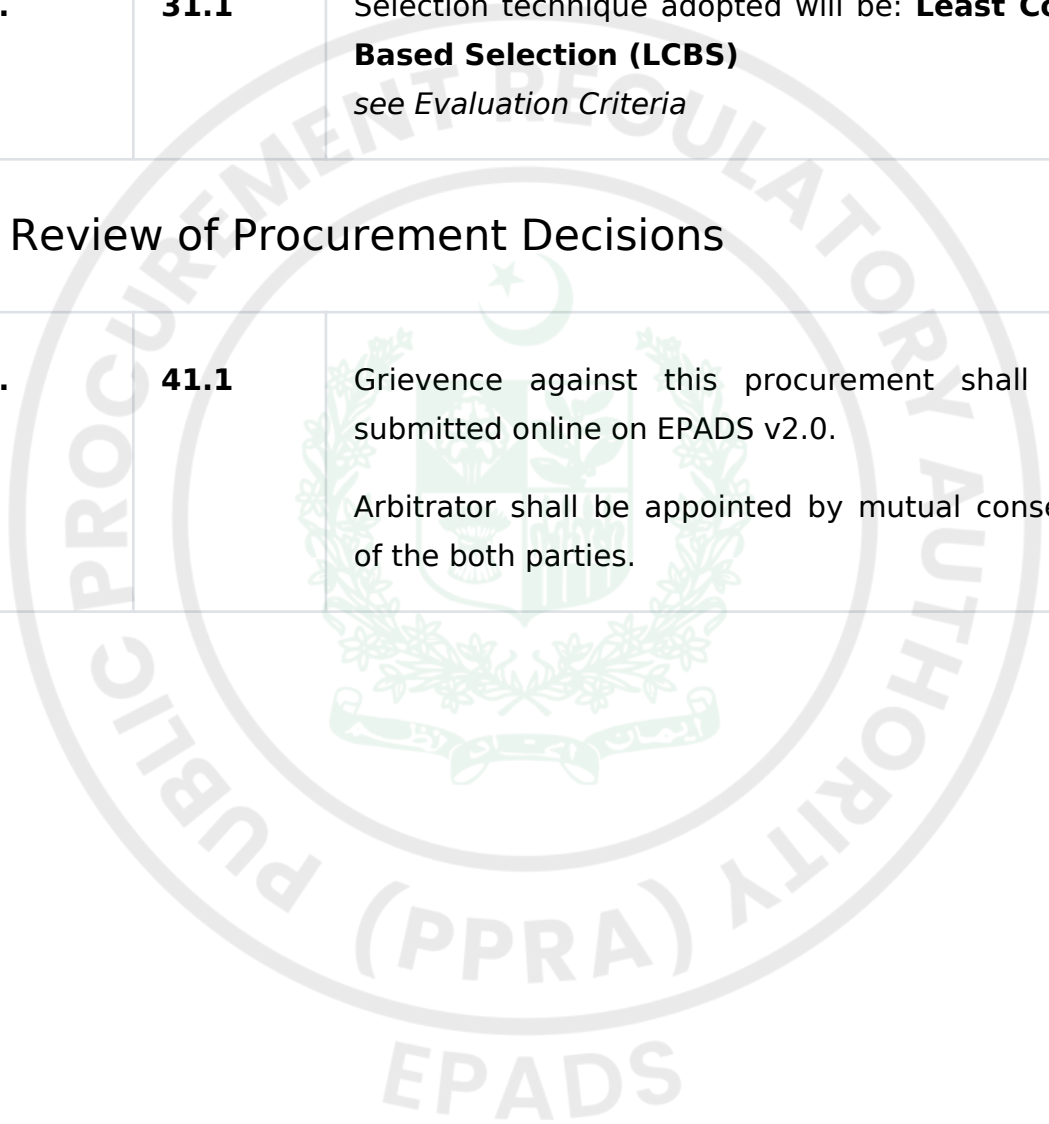 . 31.1 Selection technique adopted will be: Least Co
Based Selection (LCBS)
see Evaluation Criteria
Review of Procurement Decisions
. 41.1 Grievence against this procurement shall
submitted online on EPADS v2.0.
Arbitrator shall be appointed by mutual conse
of the both parties.
PUBLIC PROCUREMENT REGULATORY AUTHORITY
(PPRA)
EPADS